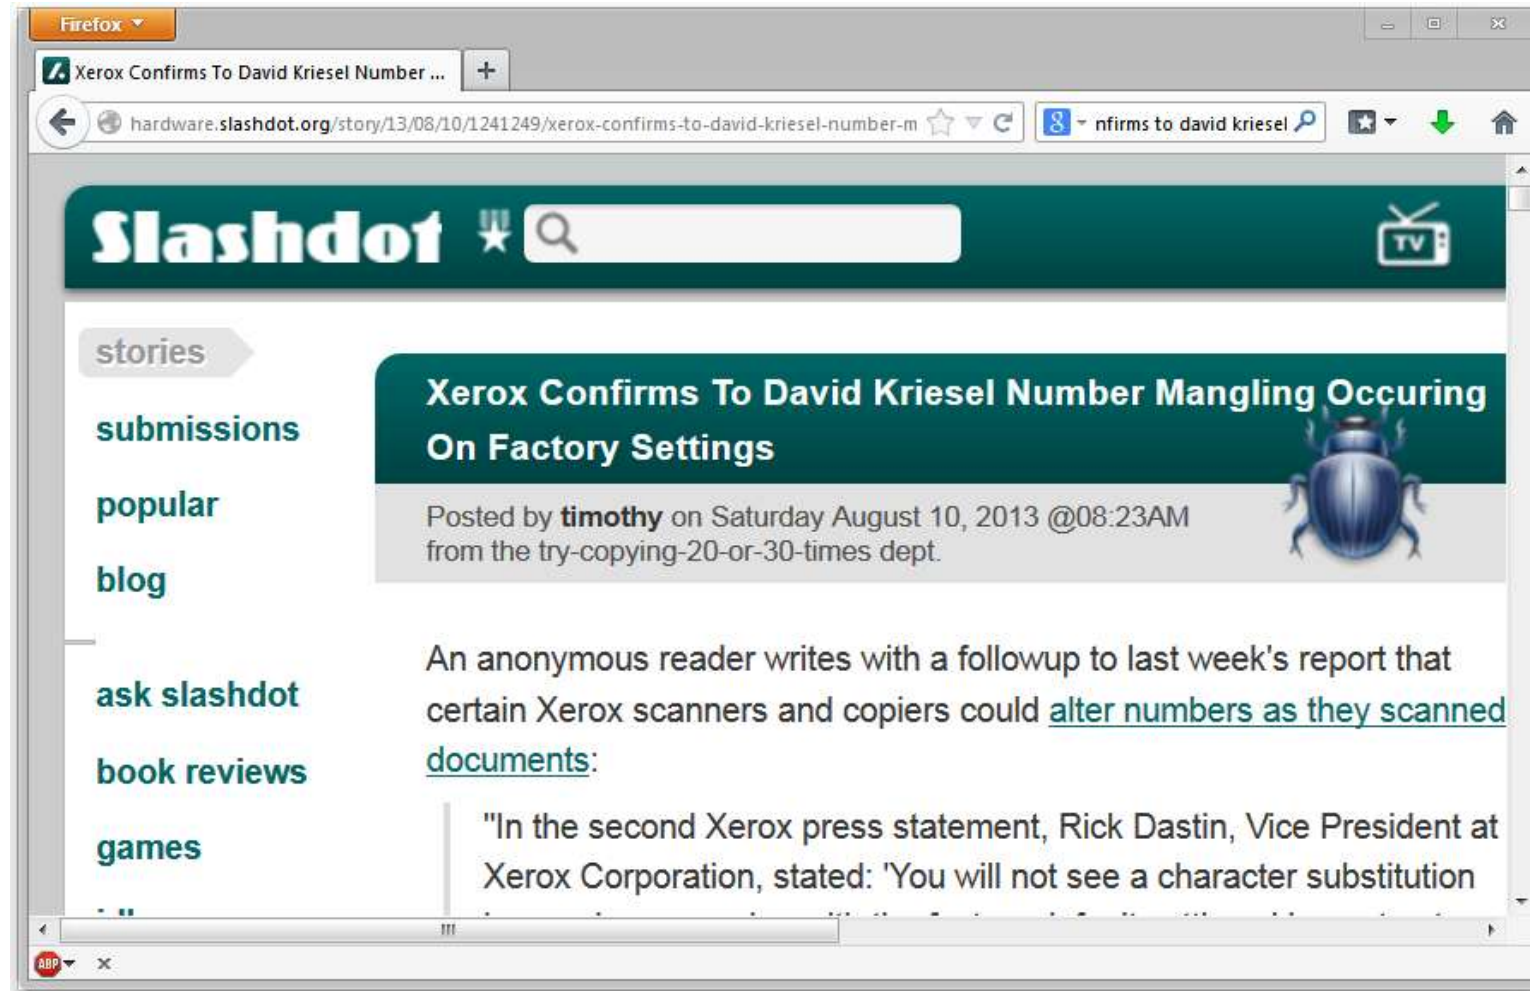 Firefox
Xerox Confirms To David Kriesel Number ...
hardware.slashdot.org/story/13/08/10/1241249/xerox-confirms-to-david-kriesel-number-m
8
nfirms to david kriesel
Slashdot
TV
stories
submissions
popular
blog
ask slashdot
book reviews
games
Xerox Confirms To David Kriesel Number Mangling Occuring
On Factory Settings
Posted by timothy on Saturday August 10, 2013 @08:23AM
from the try-copying-20-or-30-times dept.
An anonymous reader writes with a followup to last week's report that
certain Xerox scanners and copiers could alter numbers as they scanned
documents:
"In the second Xerox press statement, Rick Dastin, Vice President at
Xerox Corporation, stated: 'You will not see a character substitution
ABP